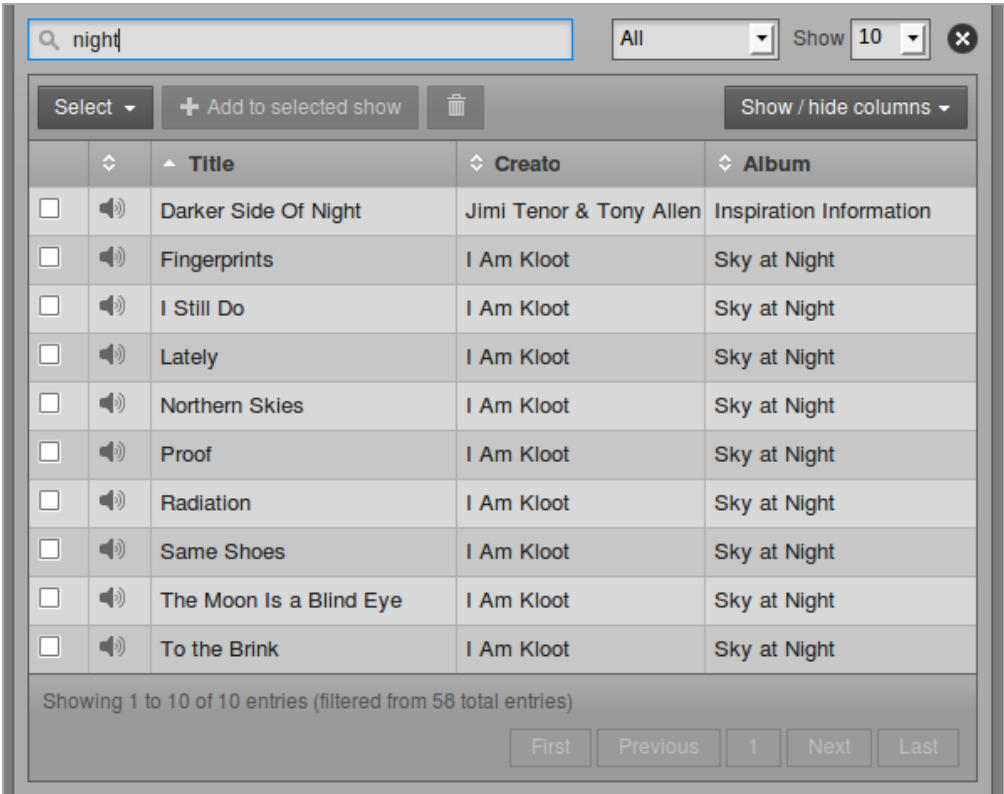 night All Show 10
Select + Add to selected show Show / hide columns
Title Creato Album
Darker Side Of Night Jimi Tenor & Tony Allen Inspiration Information
Fingerprints I Am Kloot Sky at Night
I Still Do I Am Kloot Sky at Night
Lately I Am Kloot Sky at Night
Northern Skies I Am Kloot Sky at Night
Proof I Am Kloot Sky at Night
Radiation I Am Kloot Sky at Night
Same Shoes I Am Kloot Sky at Night
The Moon Is a Blind Eye I Am Kloot Sky at Night
To the Brink I Am Kloot Sky at Night
Showing 1 to 10 of 10 entries (filtered from 58 total entries)
First Previous 1 Next Last